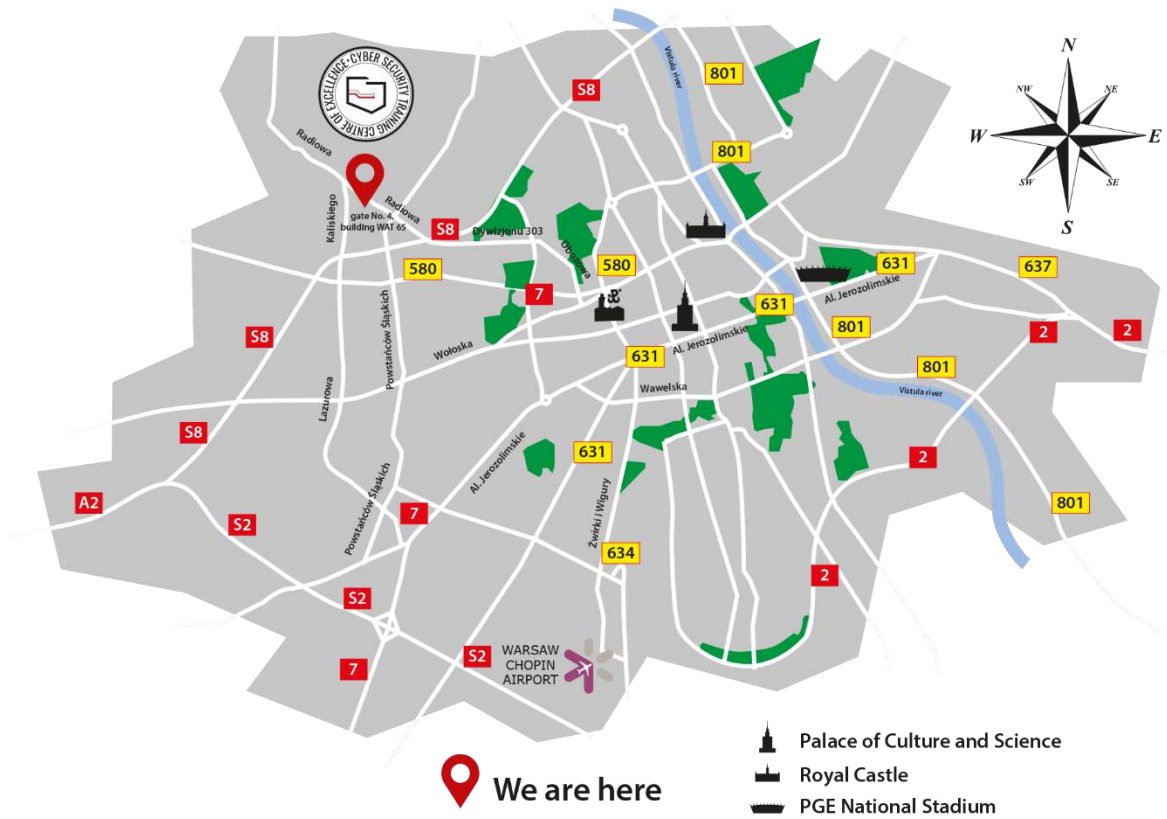 CYBER SECURITY TRAINING CENTRE OF EXCELLENCE
N
NW
NE
W
E
SW
SE
S
Vistula river
801
S8
Radiowa
801
Kaliskiego
Radiowa
gate No. 4,
building WAT 65
S8
Dywizjonu 303
Obozowa
580
580
7
631
637
Al. Jerozolimskie
631
801
2
2
S8
Powstańców Śląskich
Wołoska
Al. Jerozolimskie
631
801
Wawelska
Vistula river
Lazurowa
S8
Al. Jerozolimskie
631
2
A2
S2
7
Powstańców Śląskich
Żwirki i Wigury
801
634
2
S2
7
S2
WARSAW
CHOPIN
AIRPORT
We are here
Palace of Culture and Science
Royal Castle
PGE National Stadium